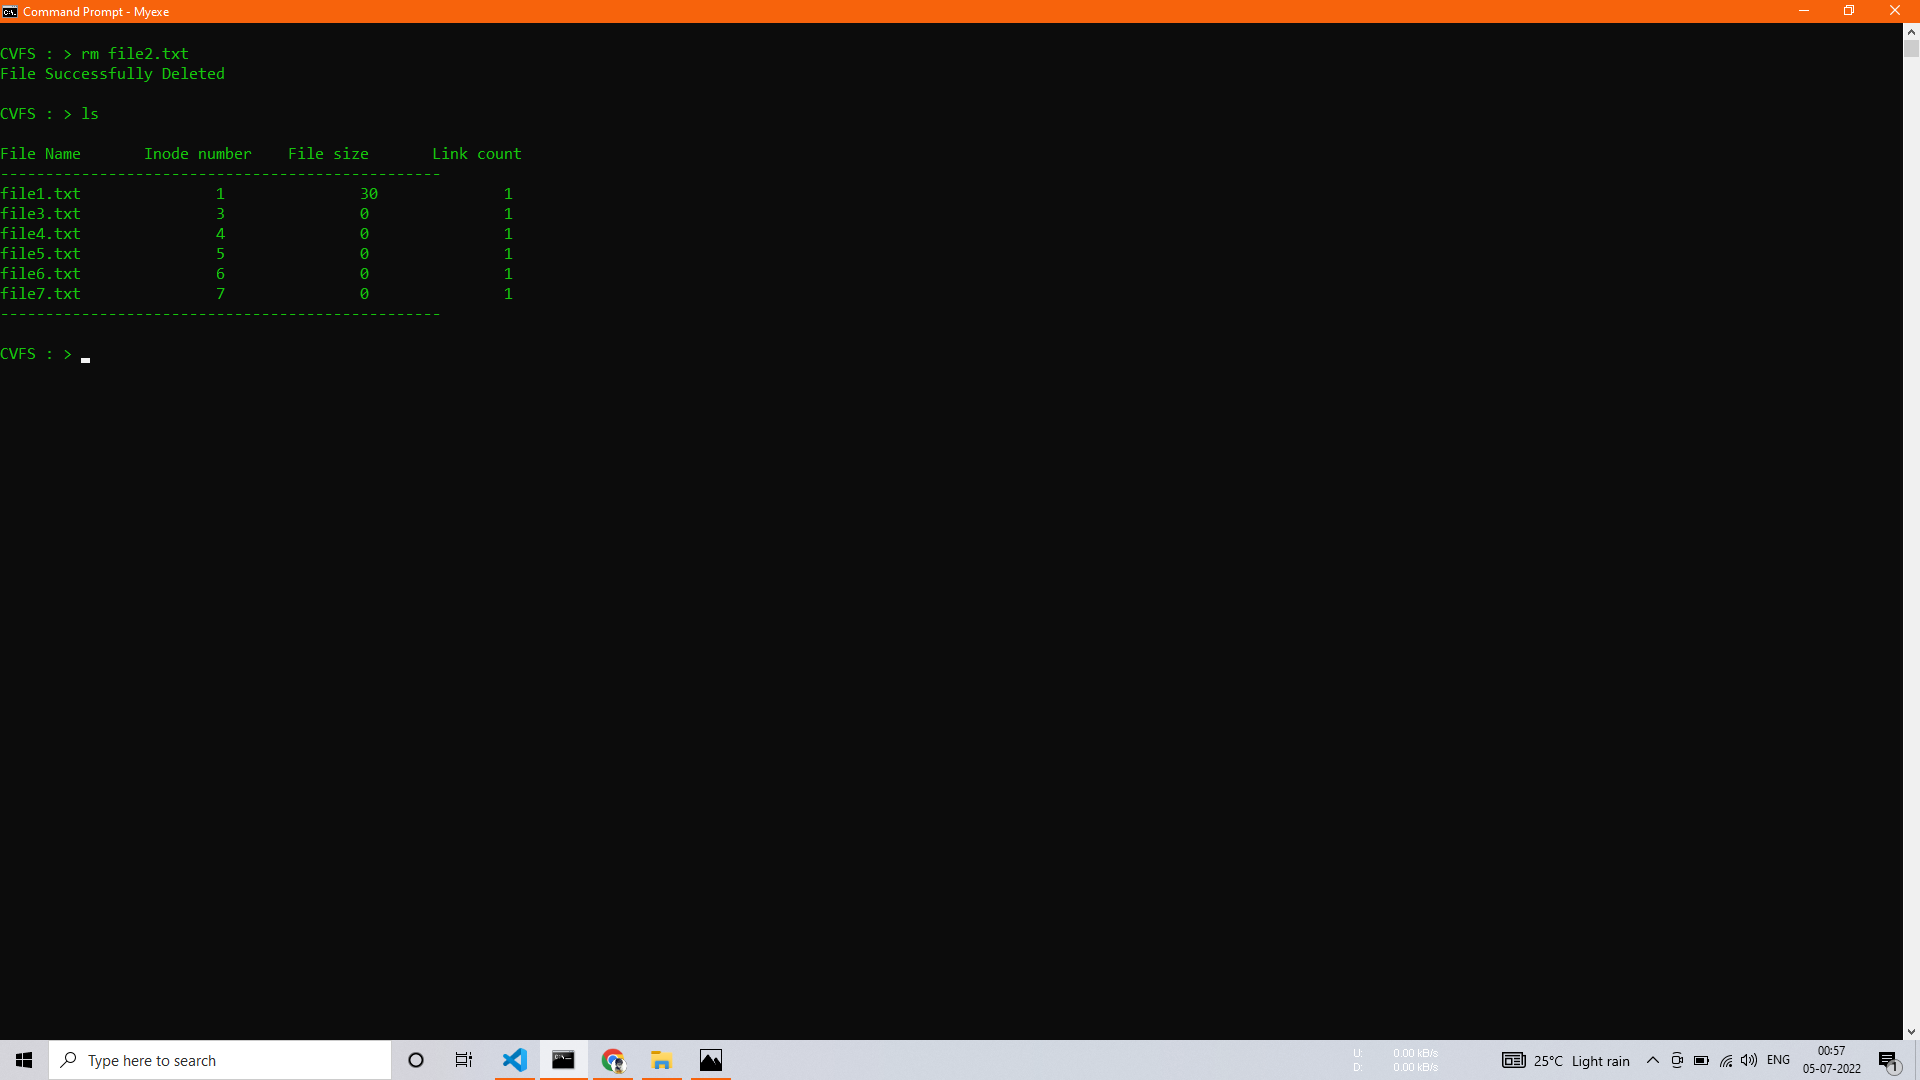 Command Prompt - Myexe
CVFS : > rm file2.txt
File Successfully Deleted
CVFS : > ls
File Name       Inode number    File size       Link count
-------------------------------------------------
file1.txt               1               30              1
file3.txt               3               0               1
file4.txt               4               0               1
file5.txt               5               0               1
file6.txt               6               0               1
file7.txt               7               0               1
-------------------------------------------------
CVFS : >
Type here to search
U: 0.00 kB/s
D: 0.00 kB/s
25°C Light rain
ENG
00:57
05-07-2022
1